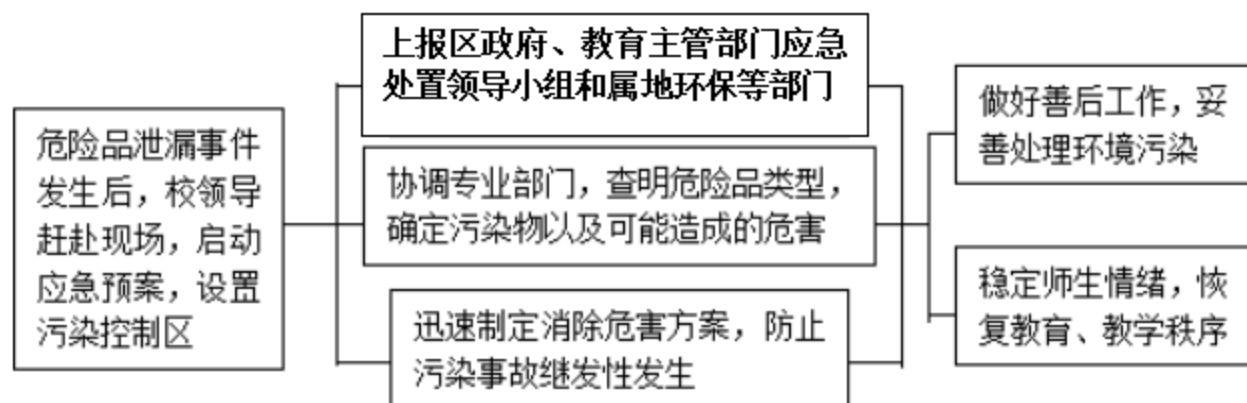 危险品泄漏事件
发生后，校领导
赶赴现场，启动
应急预案，设置
污染控制区
上报区政府、教育主管部门应急
处置领导小组和属地环保等部门
协调专业部门，查明危险品类型，
确定污染物以及可能造成的危害
迅速制定消除危害方案，防止
污染事故继发性发生
做好善后工作，妥
善处理环境污染
稳定师生情绪，恢
复教育、教学秩序